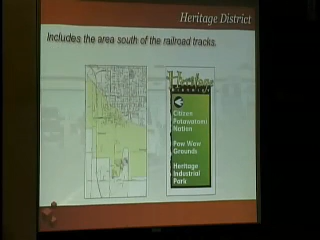 Heritage District
Includes the area south of the railroad tracks.
Heritage
DISTRICT
Citizen
Potawatomi
Nation
Pow Wow
Grounds
Heritage
Industrial
Park